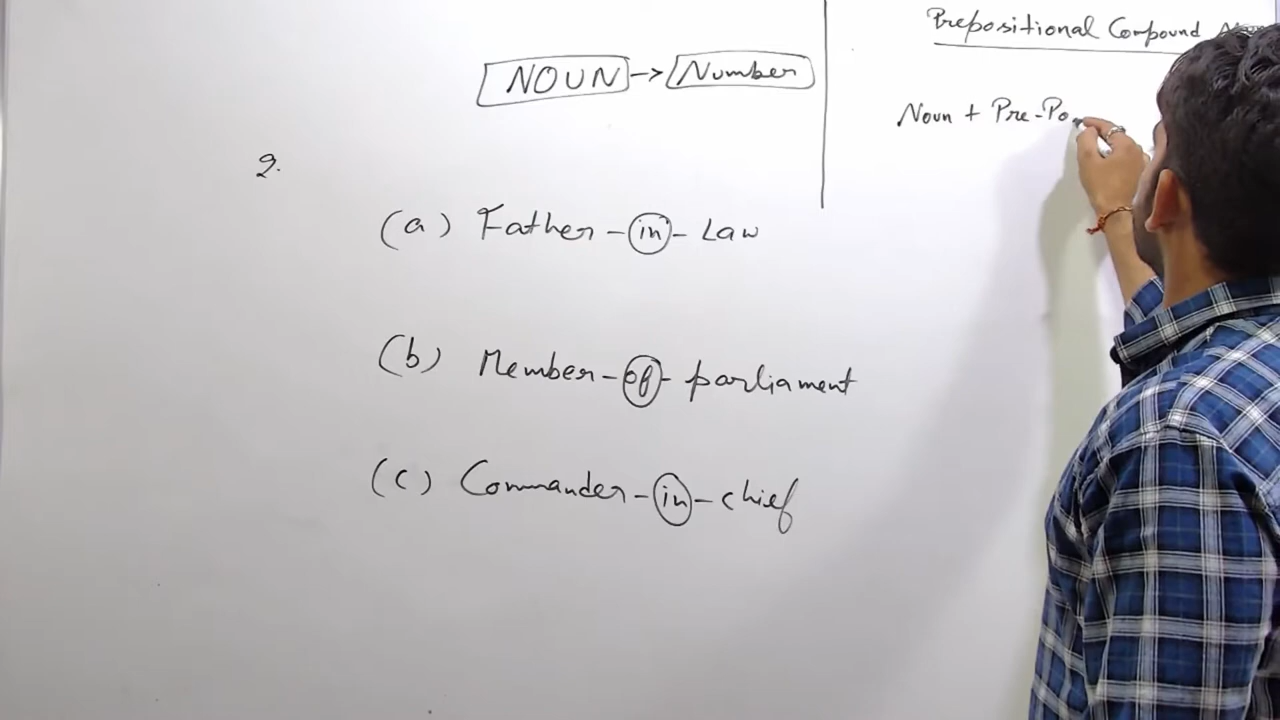 Prepositional Compound
NOUN -> Number
Noun + Pre-Po
2.
(a) Father-in-Law
(b) Member-of-parliament
(c) Commander-in-chief